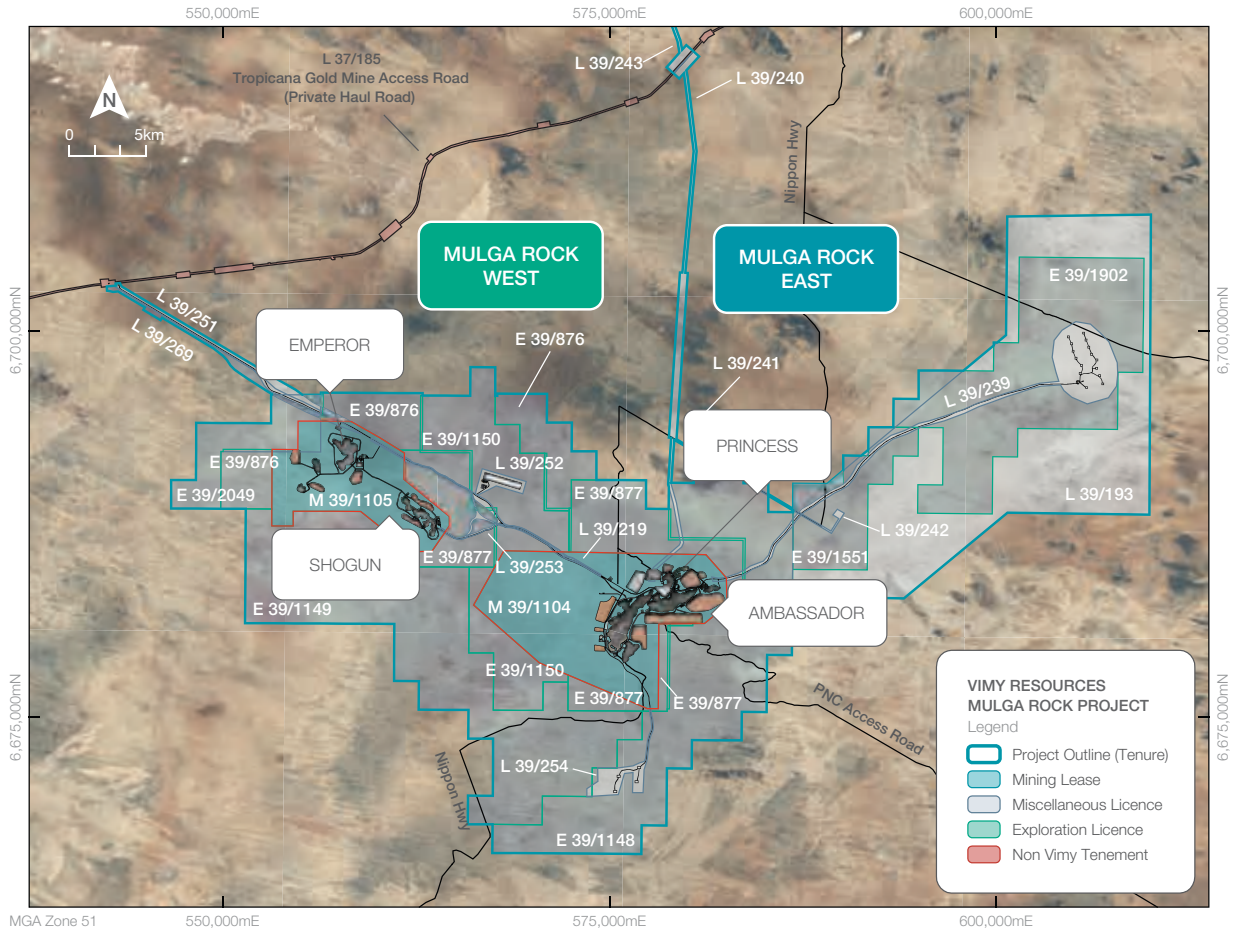 550,000mE
575,000mE
600,000mE
L 37/185
Tropicana Gold Mine Access Road
(Private Haul Road)
L 39/243
L 39/240
N
0
5km
Nippon Hwy
MULGA ROCK
WEST
MULGA ROCK
EAST
E 39/1902
6,700,000mN
6,700,000mN
L 39/251
L 39/269
EMPEROR
E 39/876
L 39/241
L 39/239
E 39/876
E 39/1150
PRINCESS
E 39/876
L 39/252
E 39/2049
M 39/1105
E 39/877
L 39/193
L 39/219
L 39/242
SHOGUN
E 39/877
L 39/253
E 39/1551
E 39/1149
M 39/1104
AMBASSADOR
E 39/1150
E 39/877
E 39/877
PNC Access Road
6,675,000mN
6,675,000mN
Nippon Hwy
L 39/254
E 39/1148
VIMY RESOURCES
MULGA ROCK PROJECT
Legend
Project Outline (Tenure)
Mining Lease
Miscellaneous Licence
Exploration Licence
Non Vimy Tenement
MGA Zone 51
550,000mE
575,000mE
600,000mE